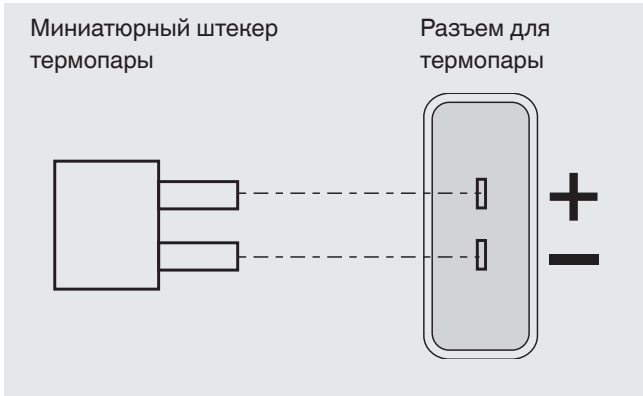 Миниатюрный штекер
термопары
Разъем для
термопары
+
−